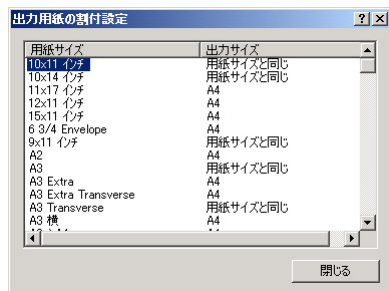 出力用紙の割付設定
用紙サイズ 出力サイズ
10x11 インチ 用紙サイズと同じ
10x14 インチ 用紙サイズと同じ
11x17 インチ A4
12x11 インチ A4
15x11 インチ A4
6 3/4 Envelope A4
9x11 インチ 用紙サイズと同じ
A2 A4
A3 用紙サイズと同じ
A3 Extra A4
A3 Extra Transverse A4
A3 Transverse 用紙サイズと同じ
A3 横 A4
閉じる